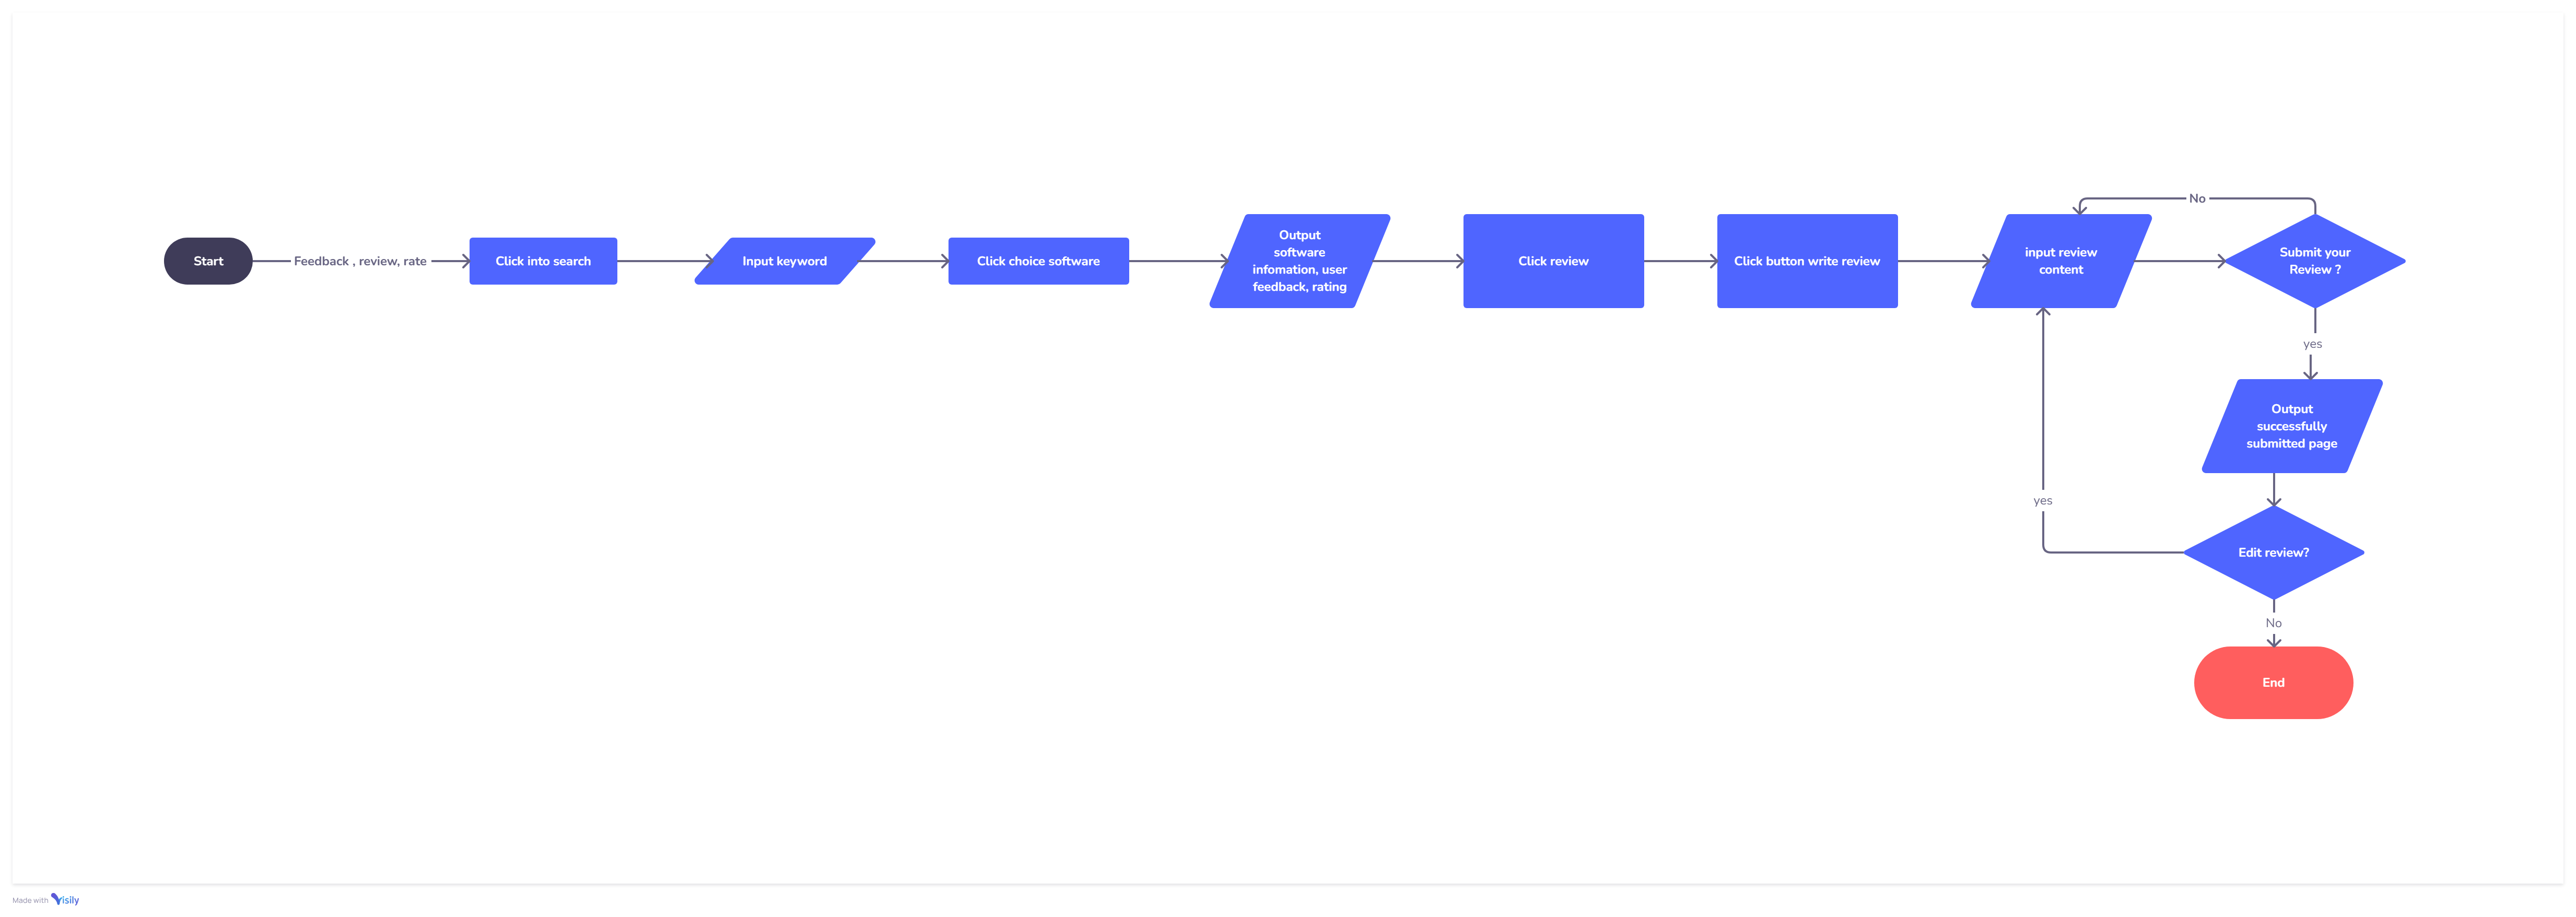 Start
Feedback , review, rate
Click into search
Input keyword
Click choice software
Output
software
infomation, user
feedback, rating
Click review
Click button write review
input review
content
No
Submit your
Review ?
yes
Output
successfully
submitted page
yes
Edit review?
No
End
Made with Visily